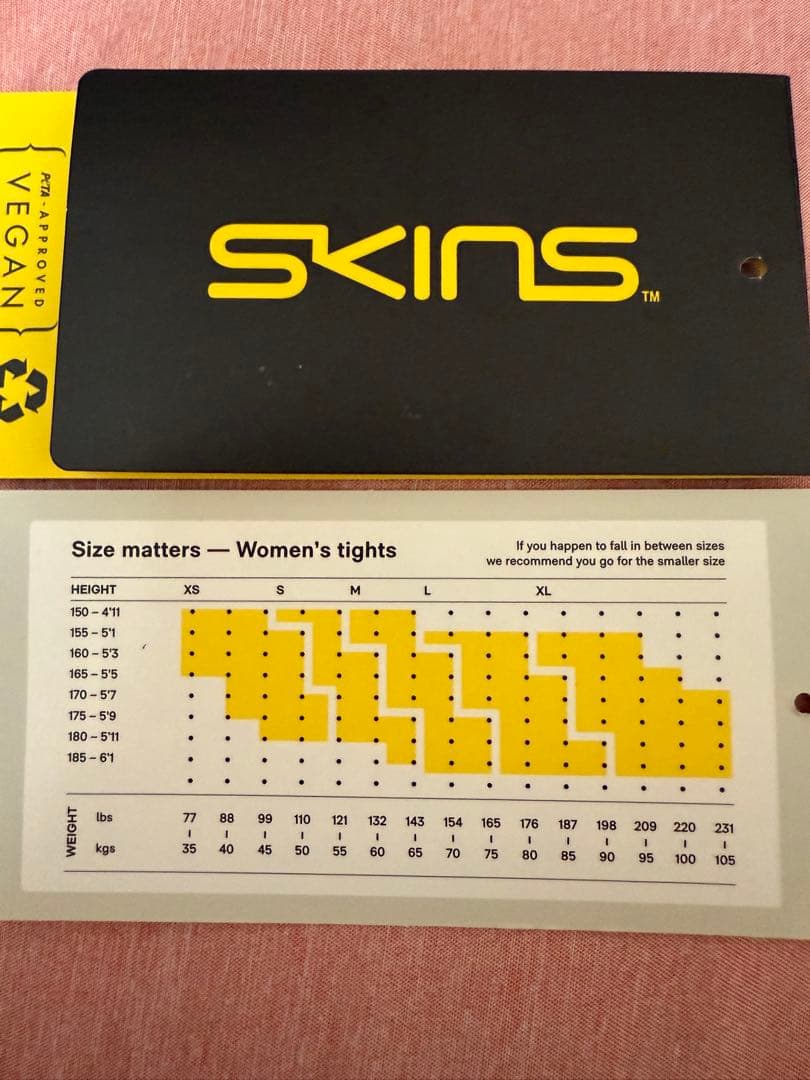 PETA - APPROVED
VEGAN
SKINS
TM
Size matters — Women's tights
If you happen to fall in between sizes
we recommend you go for the smaller size
HEIGHT XS S M L XL
150 – 4'11
155 – 5'1
160 – 5'3
165 – 5'5
170 – 5'7
175 – 5'9
180 – 5'11
185 – 6'1
WEIGHT
lbs 77 88 99 110 121 132 143 154 165 176 187 198 209 220 231
kgs 35 40 45 50 55 60 65 70 75 80 85 90 95 100 105